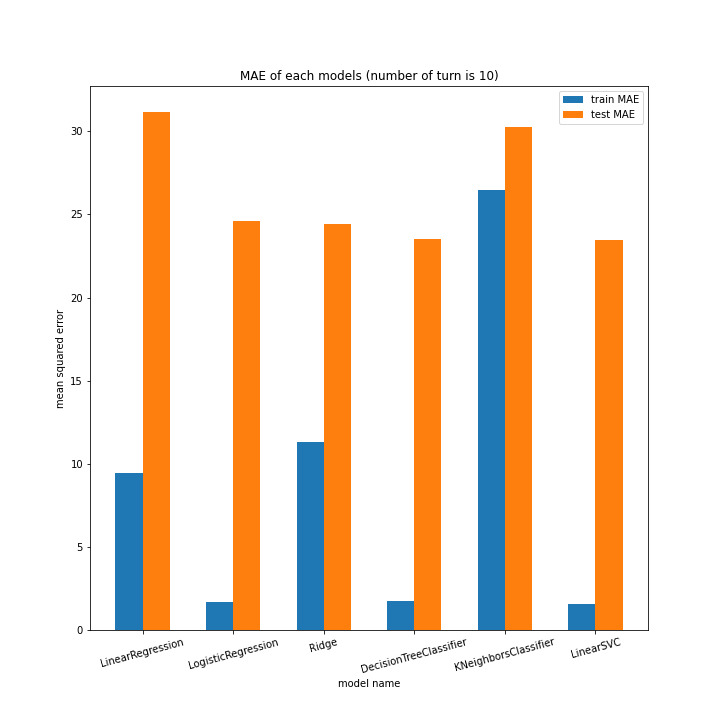 MAE of each models (number of turn is 10)
train MAE
test MAE
mean squared error
30
25
20
15
10
5
0
LinearRegression
LogisticRegression
Ridge
DecisionTreeClassifier
KNeighborsClassifier
LinearSVC
model name